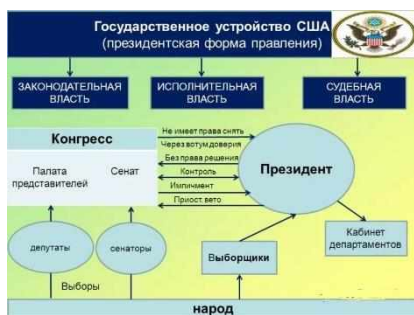 Государственное устройство США
(президентская форма правления)
ЗАКОНОДАТЕЛЬНАЯ
ВЛАСТЬ
ИСПОЛНИТЕЛЬНАЯ
ВЛАСТЬ
СУДЕБНАЯ
ВЛАСТЬ
Конгресс
Палата
представителей
Сенат
Не имеет права снять
Через вотум доверия
Без права решения
Контроль
Импичмент
Приост.вето
Президент
депутаты
сенаторы
Выборщики
Кабинет
департаментов
Выборы
народ